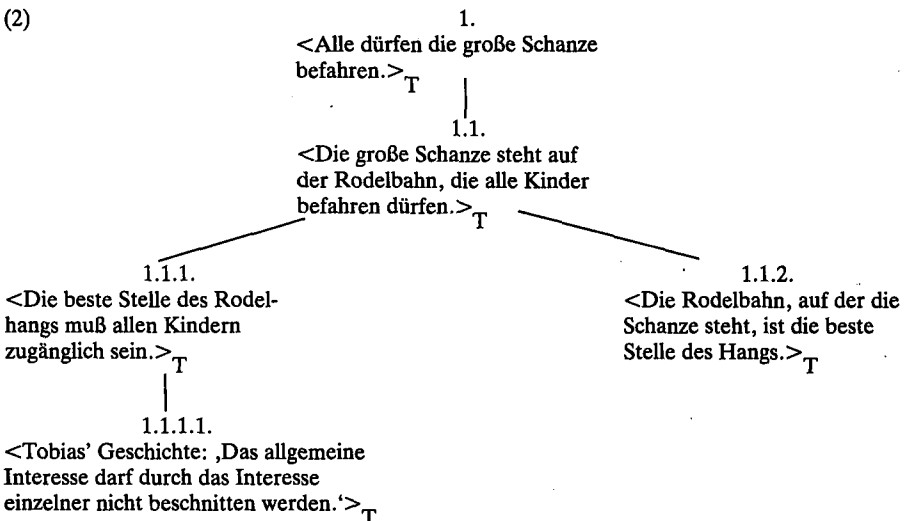 (2)
1.
<Alle dürfen die große Schanze
befahren.>T
1.1.
<Die große Schanze steht auf
der Rodelbahn, die alle Kinder
befahren dürfen.>T
1.1.1.
<Die beste Stelle des Rodel-
hangs muß allen Kindern
zugänglich sein.>T
1.1.2.
<Die Rodelbahn, auf der die
Schanze steht, ist die beste
Stelle des Hangs.>T
1.1.1.1.
<Tobias’ Geschichte: ‚Das allgemeine
Interesse darf durch das Interesse
einzelner nicht beschnitten werden.‘>T